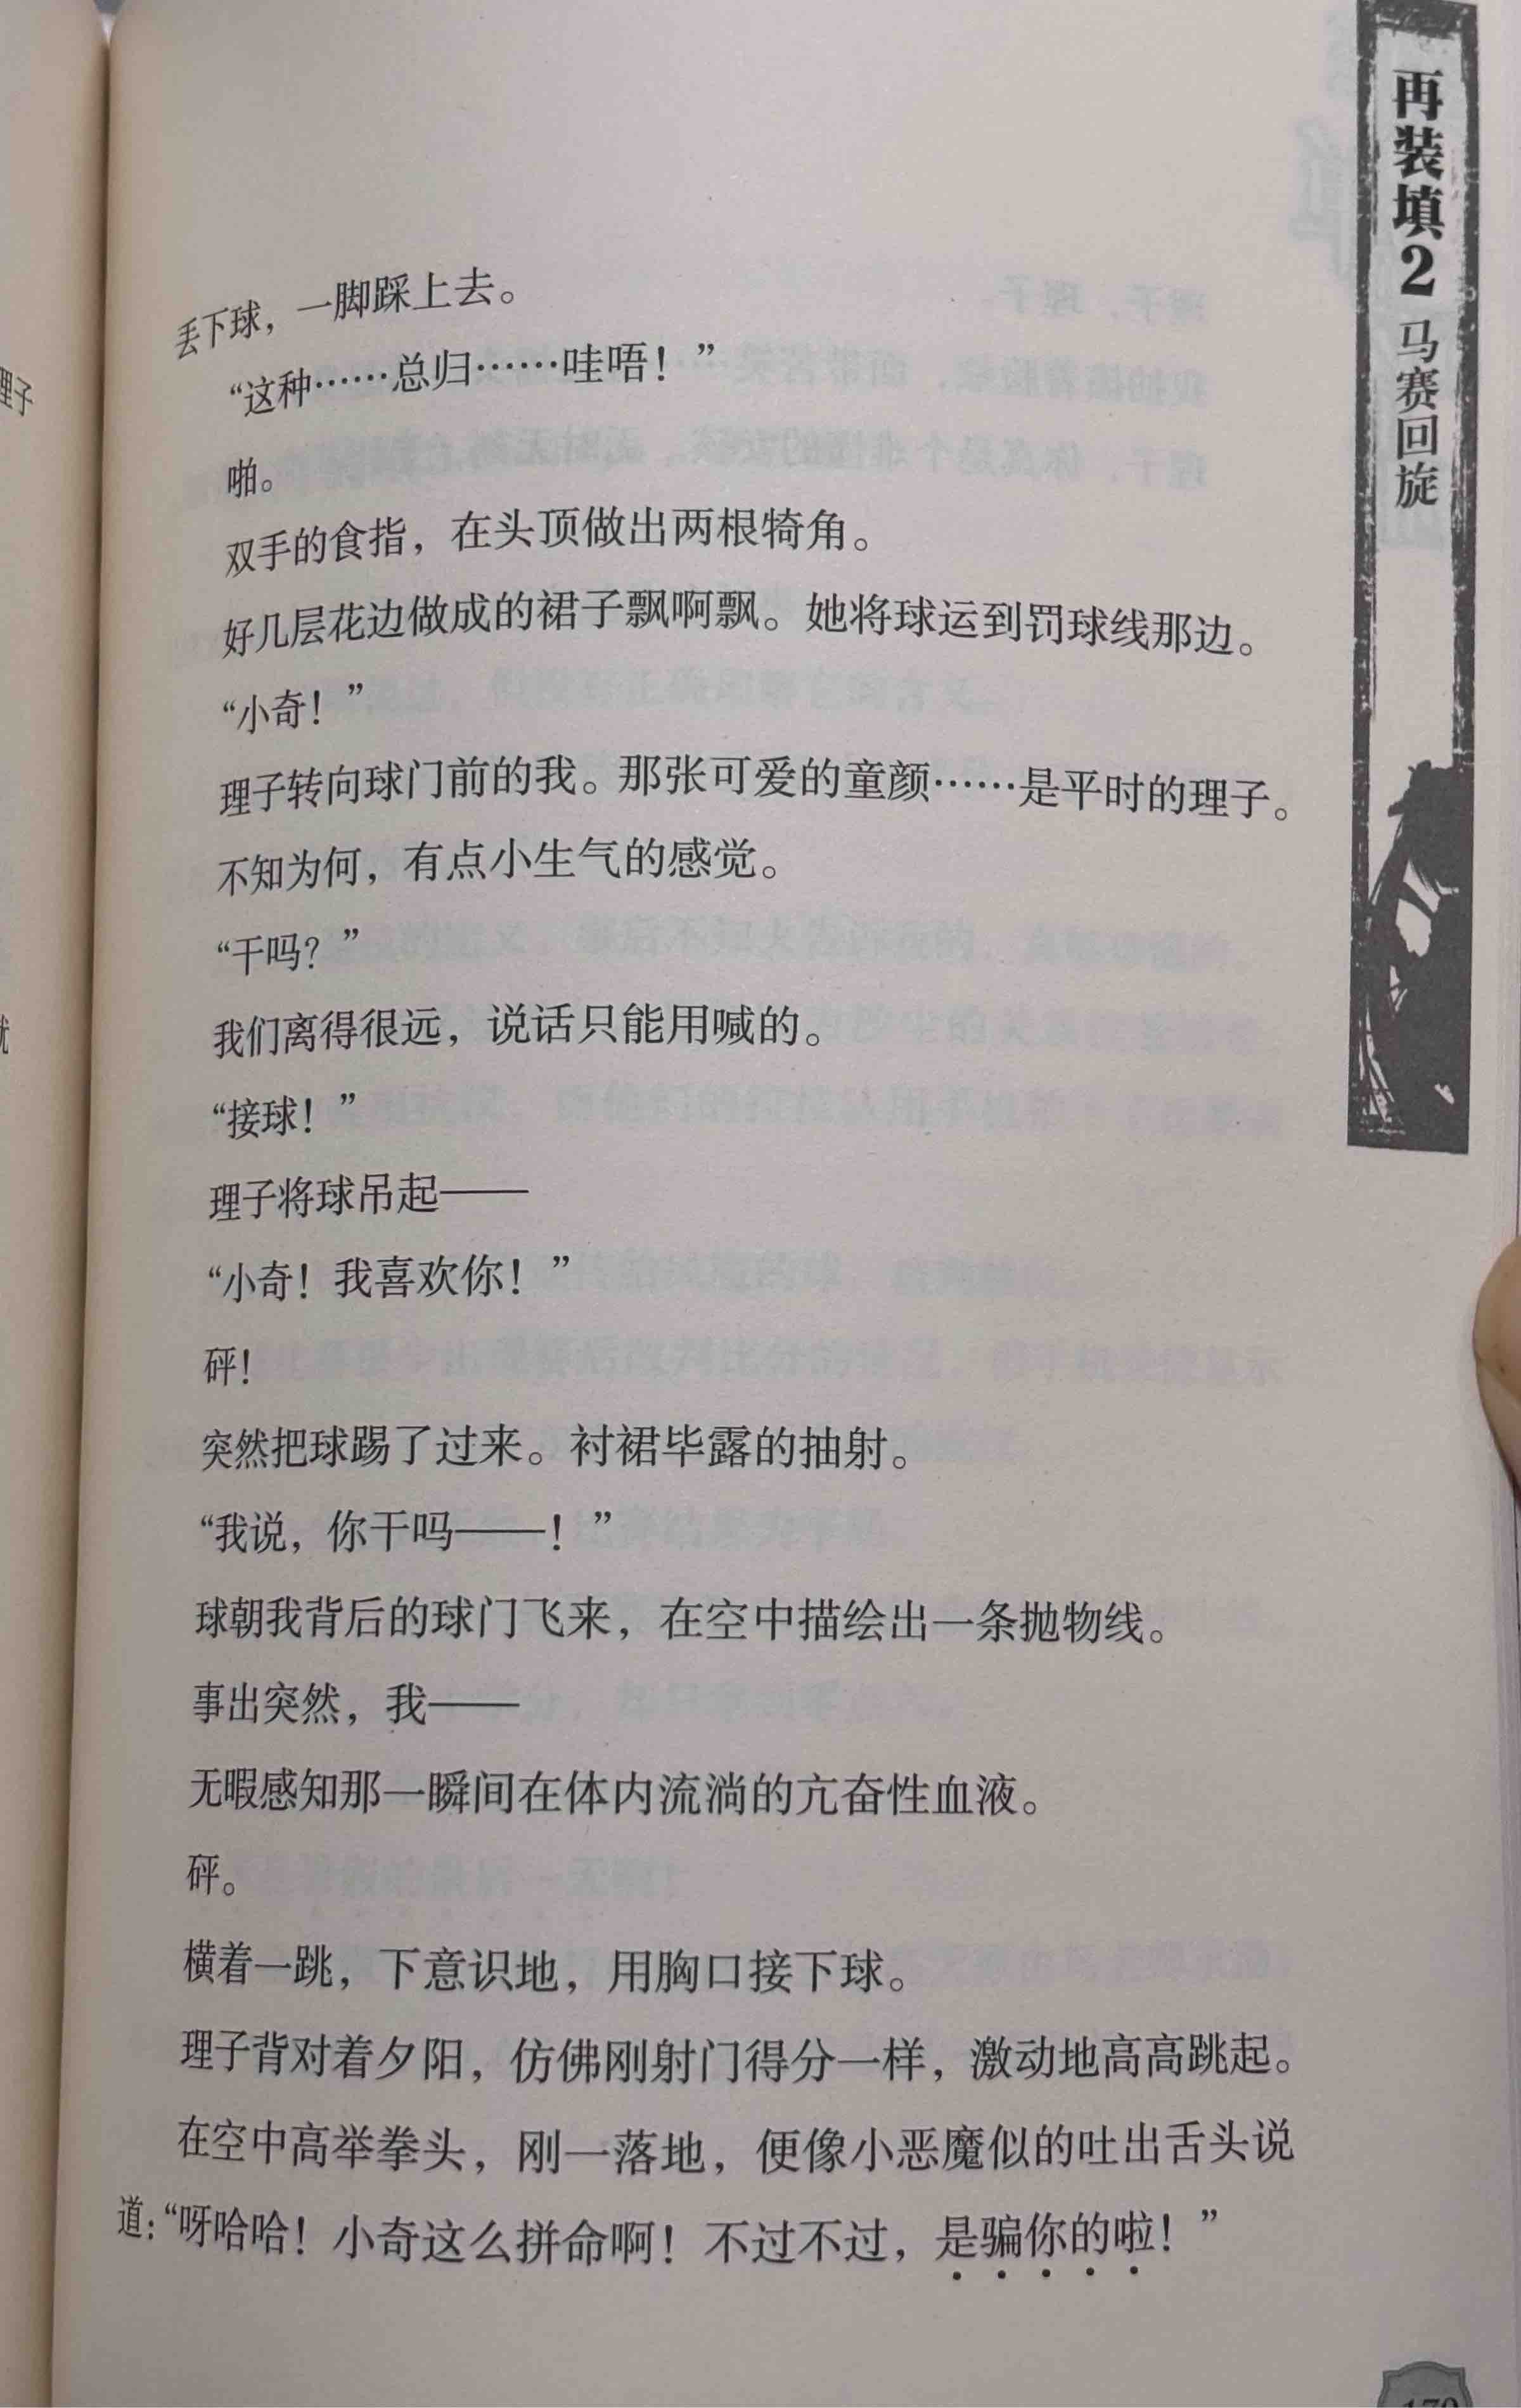 丢下球，一脚踩上去。
“这种……总归……哇唔！”
啪。
双手的食指，在头顶做出两根犄角。
好几层花边做成的裙子飘啊飘。她将球运到罚球线那边。
“小奇！”
理子转向球门前的我。那张可爱的童颜……是平时的理子。
不知为何，有点小生气的感觉。
“干吗？”
我们离得很远，说话只能用喊的。
“接球！”
理子将球吊起——
“小奇！我喜欢你！”
砰！
突然把球踢了过来。衬裙毕露的抽射。
“我说，你干吗——！”
球朝我背后的球门飞来，在空中描绘出一条抛物线。
事出突然，我——
无暇感知那一瞬间在体内流淌的亢奋性血液。
砰。
横着一跳，下意识地，用胸口接下球。
理子背对着夕阳，仿佛刚射门得分一样，激动地高高跳起。
在空中高举拳头，刚一落地，便像小恶魔似的吐出舌头说
道：“呀哈哈！小奇这么拼命啊！不过不过，是骗你的啦！”
再装填2 马赛回旋
理子